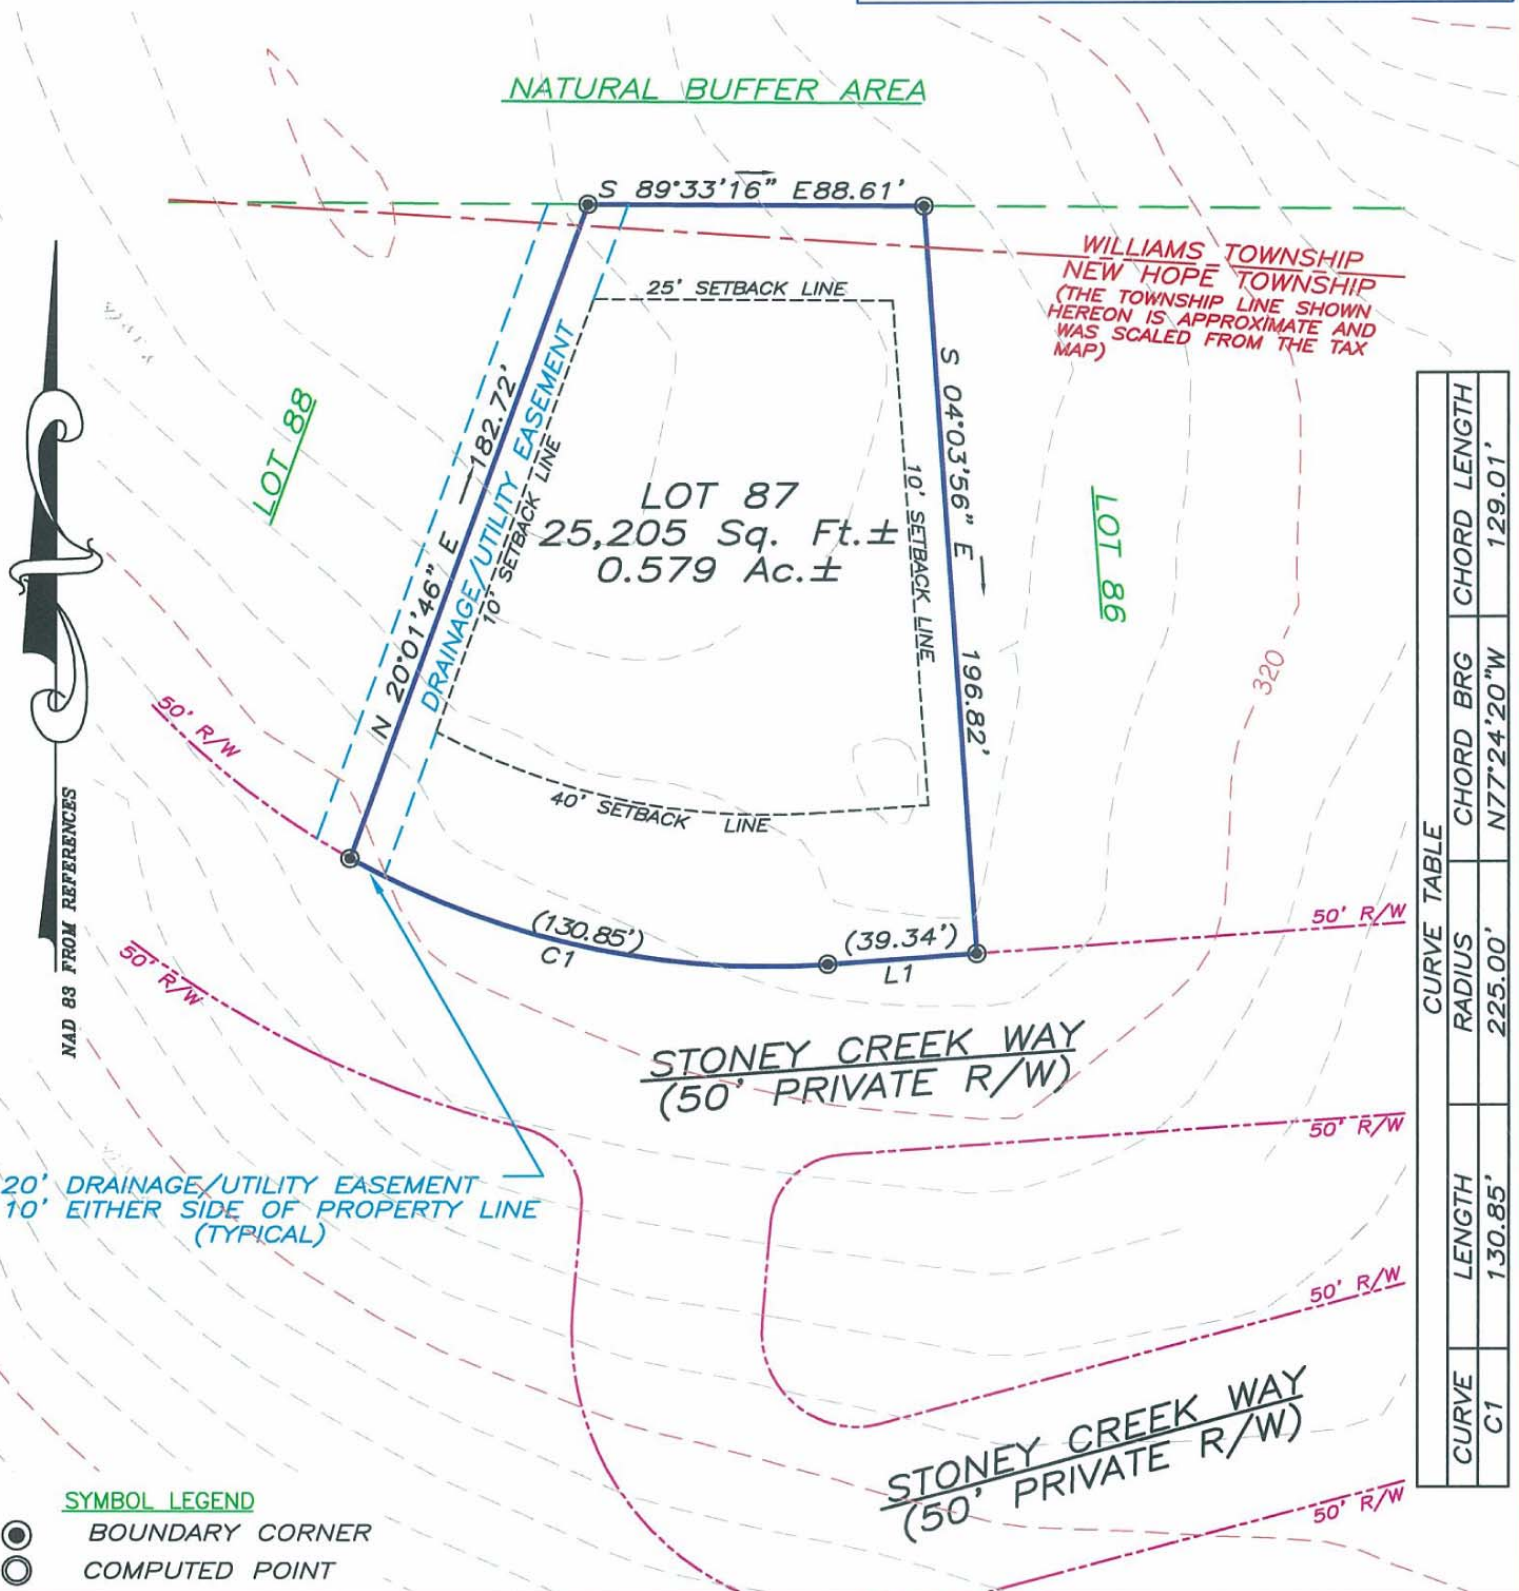 NATURAL BUFFER AREA
S 89°33'16" E 88.61'
WILLIAMS TOWNSHIP
NEW HOPE TOWNSHIP
(THE TOWNSHIP LINE SHOWN
HEREON IS APPROXIMATE AND
WAS SCALED FROM THE TAX
MAP)
25' SETBACK LINE
LOT 88
N 20°01'46" E 182.72'
DRAINAGE/UTILITY EASEMENT
10' SETBACK LINE
LOT 87
25,205 Sq. Ft.±
0.579 Ac.±
10' SETBACK LINE
S 04°03'56" E 196.82'
LOT 86
320
50' R/W
40' SETBACK LINE
NAD 83 FROM REFERENCES
50' R/W
(130.85')
C1
(39.34')
L1
50' R/W
STONEY CREEK WAY
(50' PRIVATE R/W)
50' R/W
20' DRAINAGE/UTILITY EASEMENT
10' EITHER SIDE OF PROPERTY LINE
(TYPICAL)
50' R/W
STONEY CREEK WAY
(50' PRIVATE R/W)
50' R/W
CURVE TABLE
CURVE LENGTH RADIUS CHORD BRG CHORD LENGTH
C1 130.85' 225.00' N77°24'20"W 129.01'
SYMBOL LEGEND
BOUNDARY CORNER
COMPUTED POINT